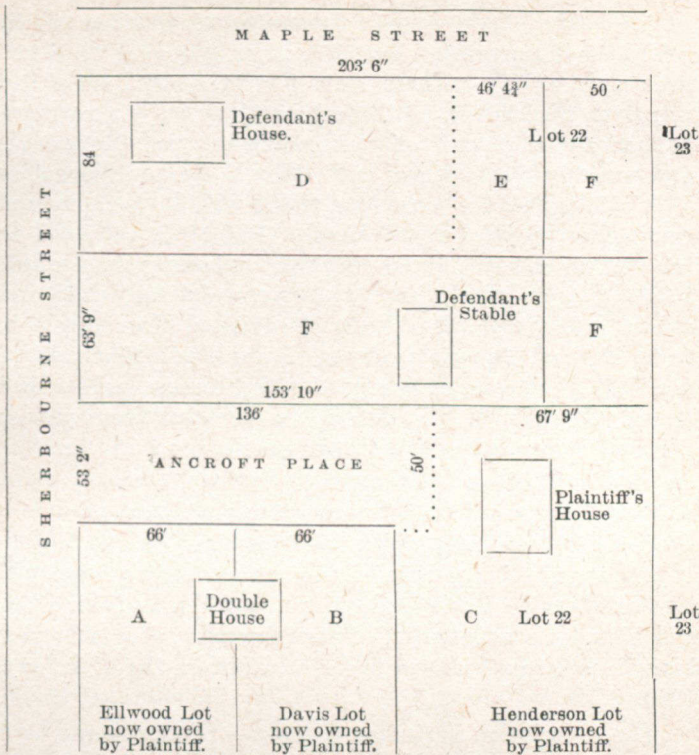 MAPLE STREET
203' 6"
46' 4¾"
50
Defendant's
House.
Lot 22
Lot
23
84
D
E
F
SHERBOURNE STREET
Defendant's
Stable
63' 9"
F
F
153' 10"
136'
67' 9"
53 2"
ANCROFT PLACE
50'
Plaintiff's
House
66'
66'
Double
House
A
B
C
Lot 22
Lot
23
Ellwood Lot
now owned
by Plaintiff.
Davis Lot
now owned
by Plaintiff.
Henderson Lot
now owned
by Plaintiff.